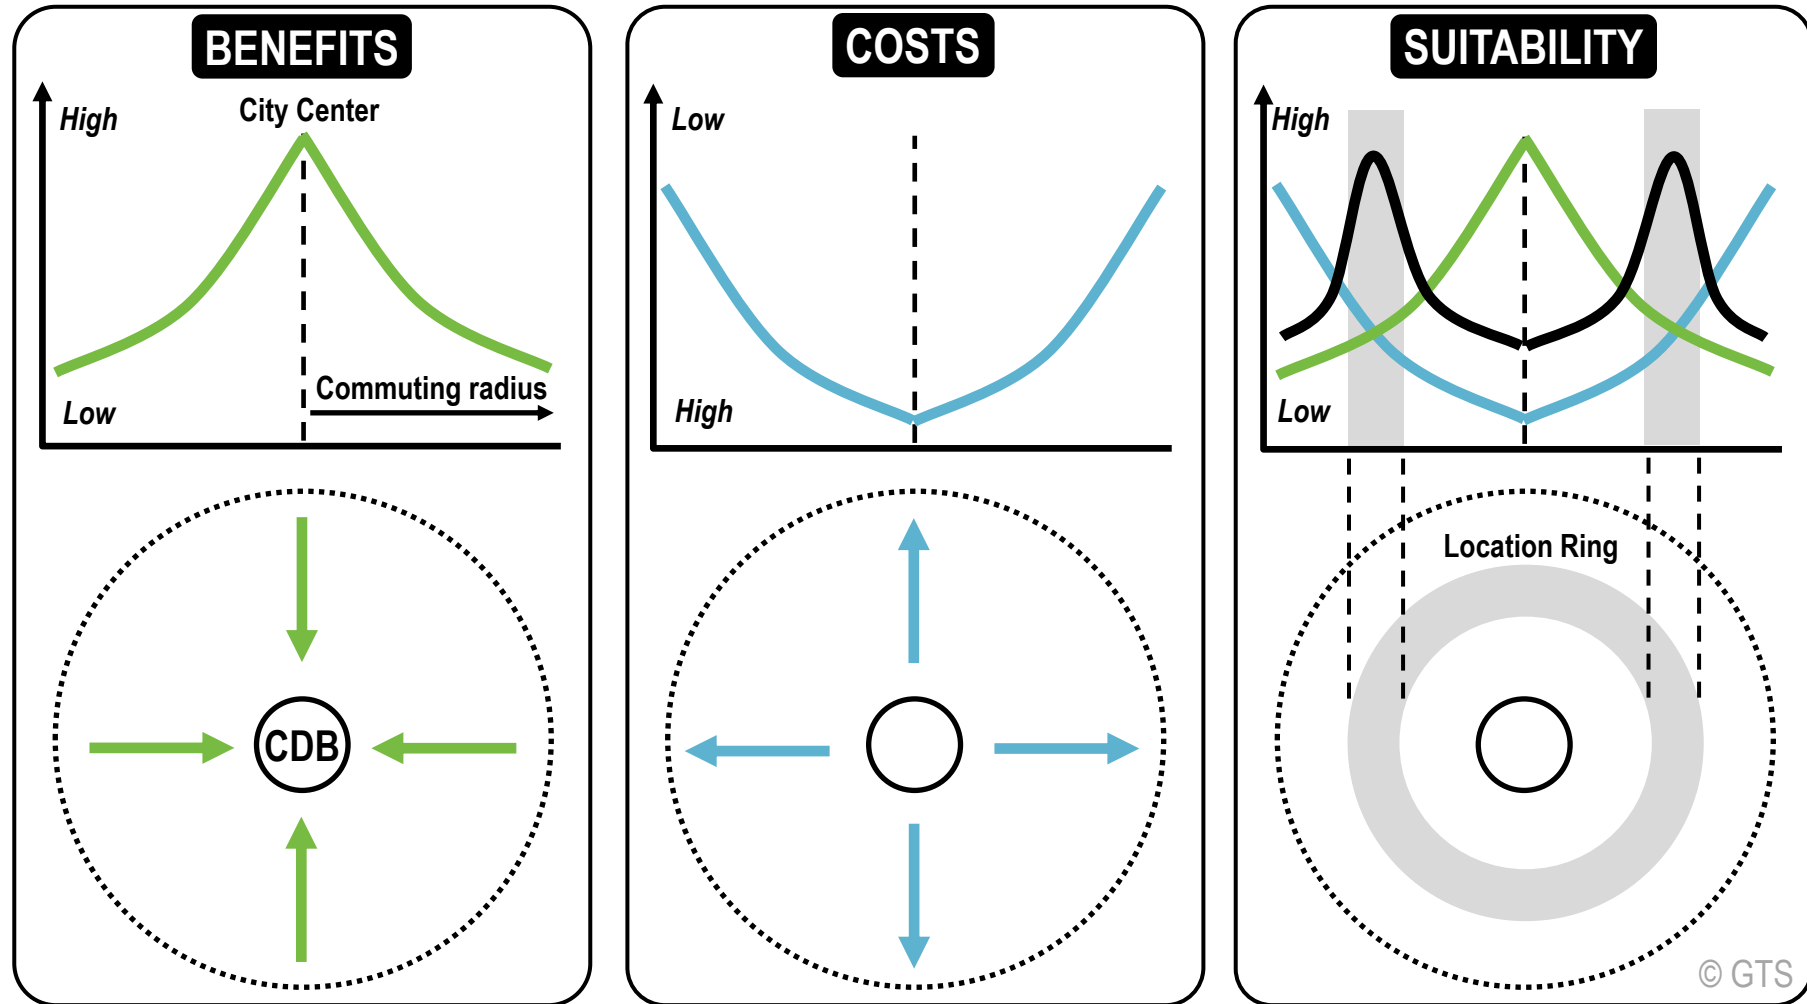 BENEFITS
City Center
High
Commuting radius
Low
CDB
COSTS
Low
High
SUITABILITY
High
Low
Location Ring
© GTS